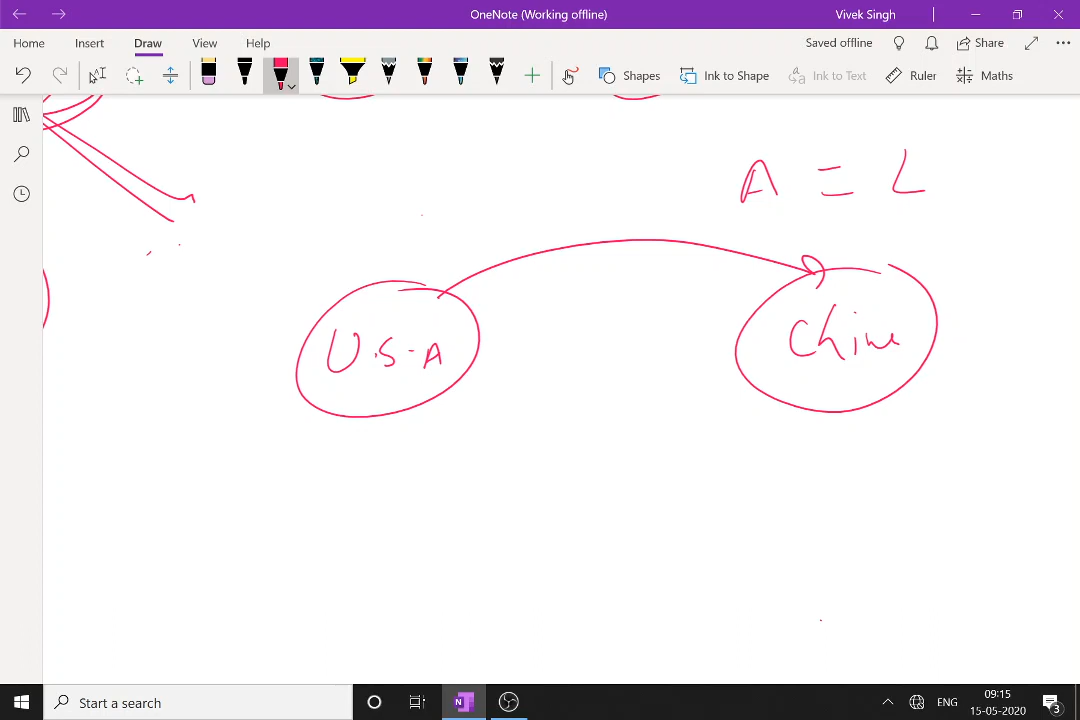 OneNote (Working offline)
Vivek Singh
Home Insert Draw View Help
Saved offline
Share
Shapes
Ink to Shape
Ink to Text
Ruler
Maths
A = L
U.S-A
Start a search
ENG
09:15
15-05-2020
3